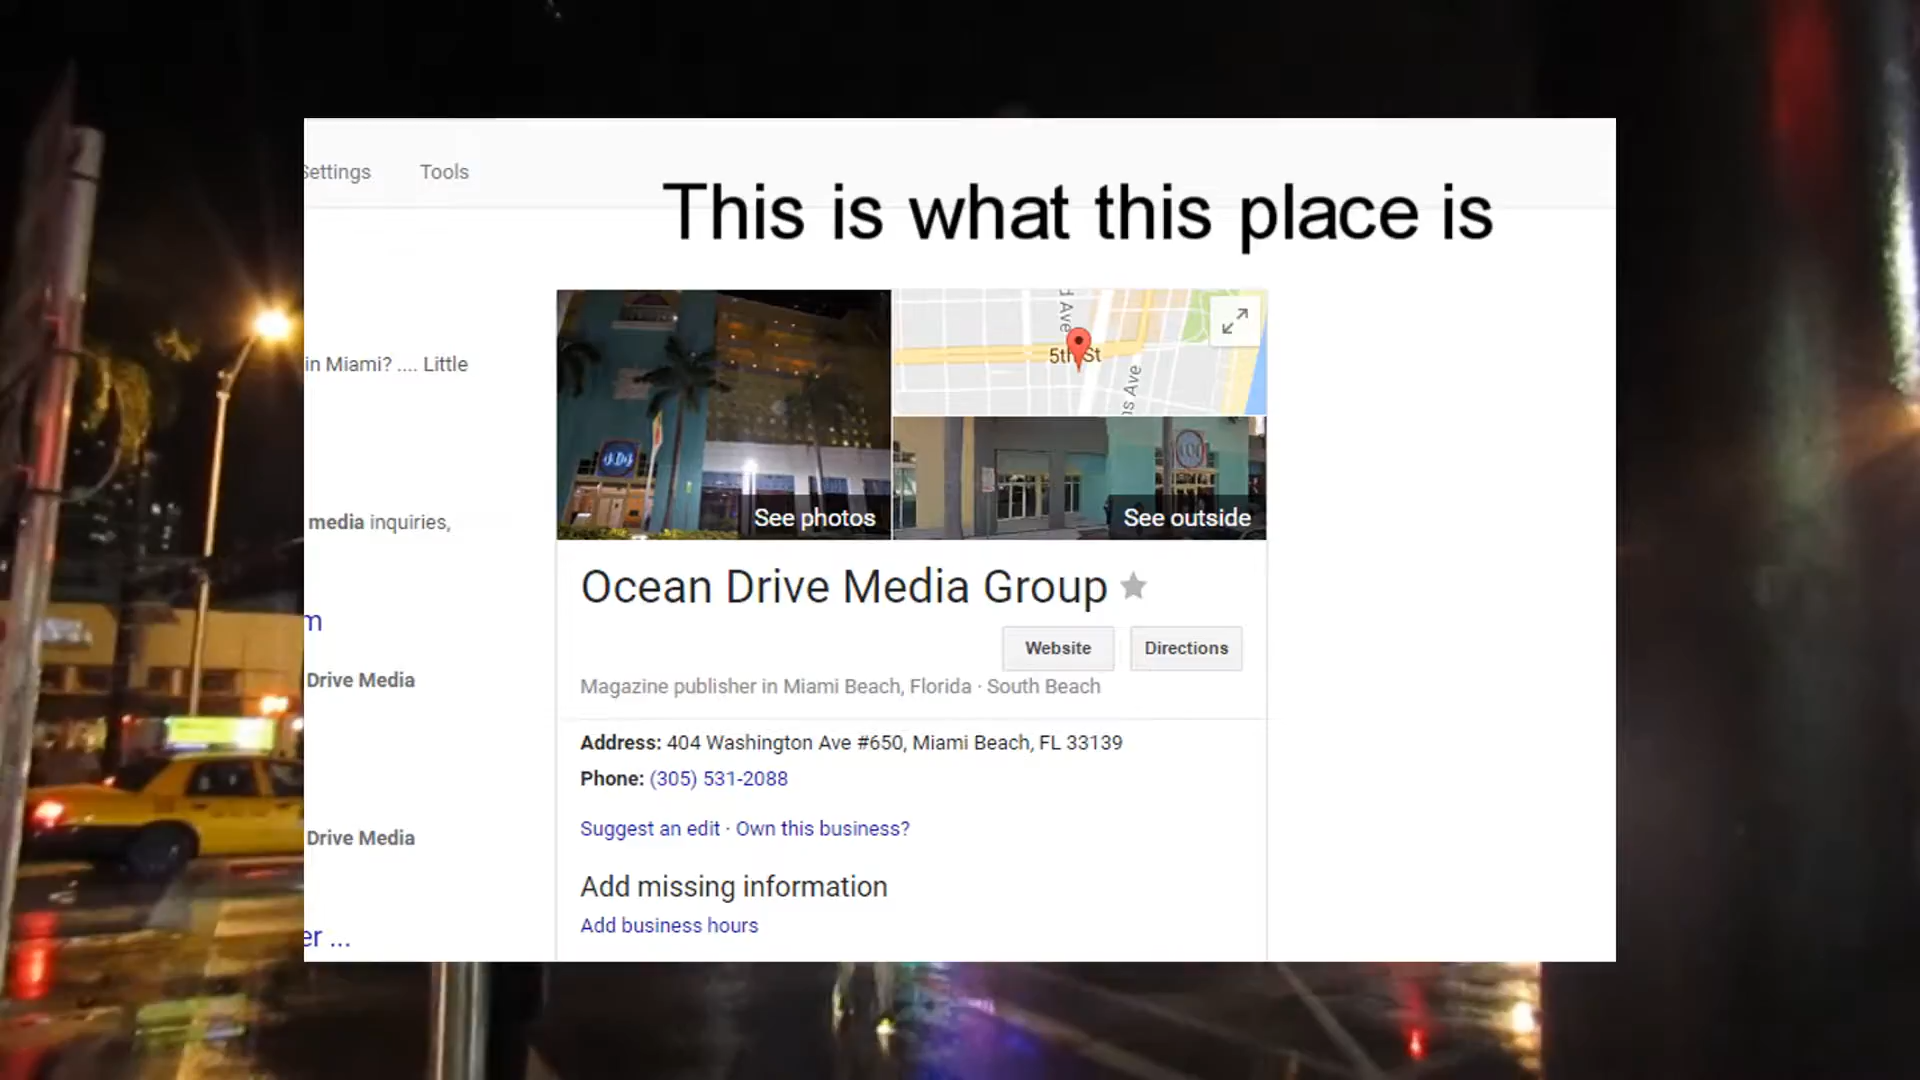 Settings Tools
This is what this place is
in Miami? .... Little
media inquiries,
m
Drive Media
Drive Media
er ...
d Ave
5th St
s Ave
See photos
See outside
Ocean Drive Media Group
Website Directions
Magazine publisher in Miami Beach, Florida · South Beach
Address: 404 Washington Ave #650, Miami Beach, FL 33139
Phone: (305) 531-2088
Suggest an edit · Own this business?
Add missing information
Add business hours